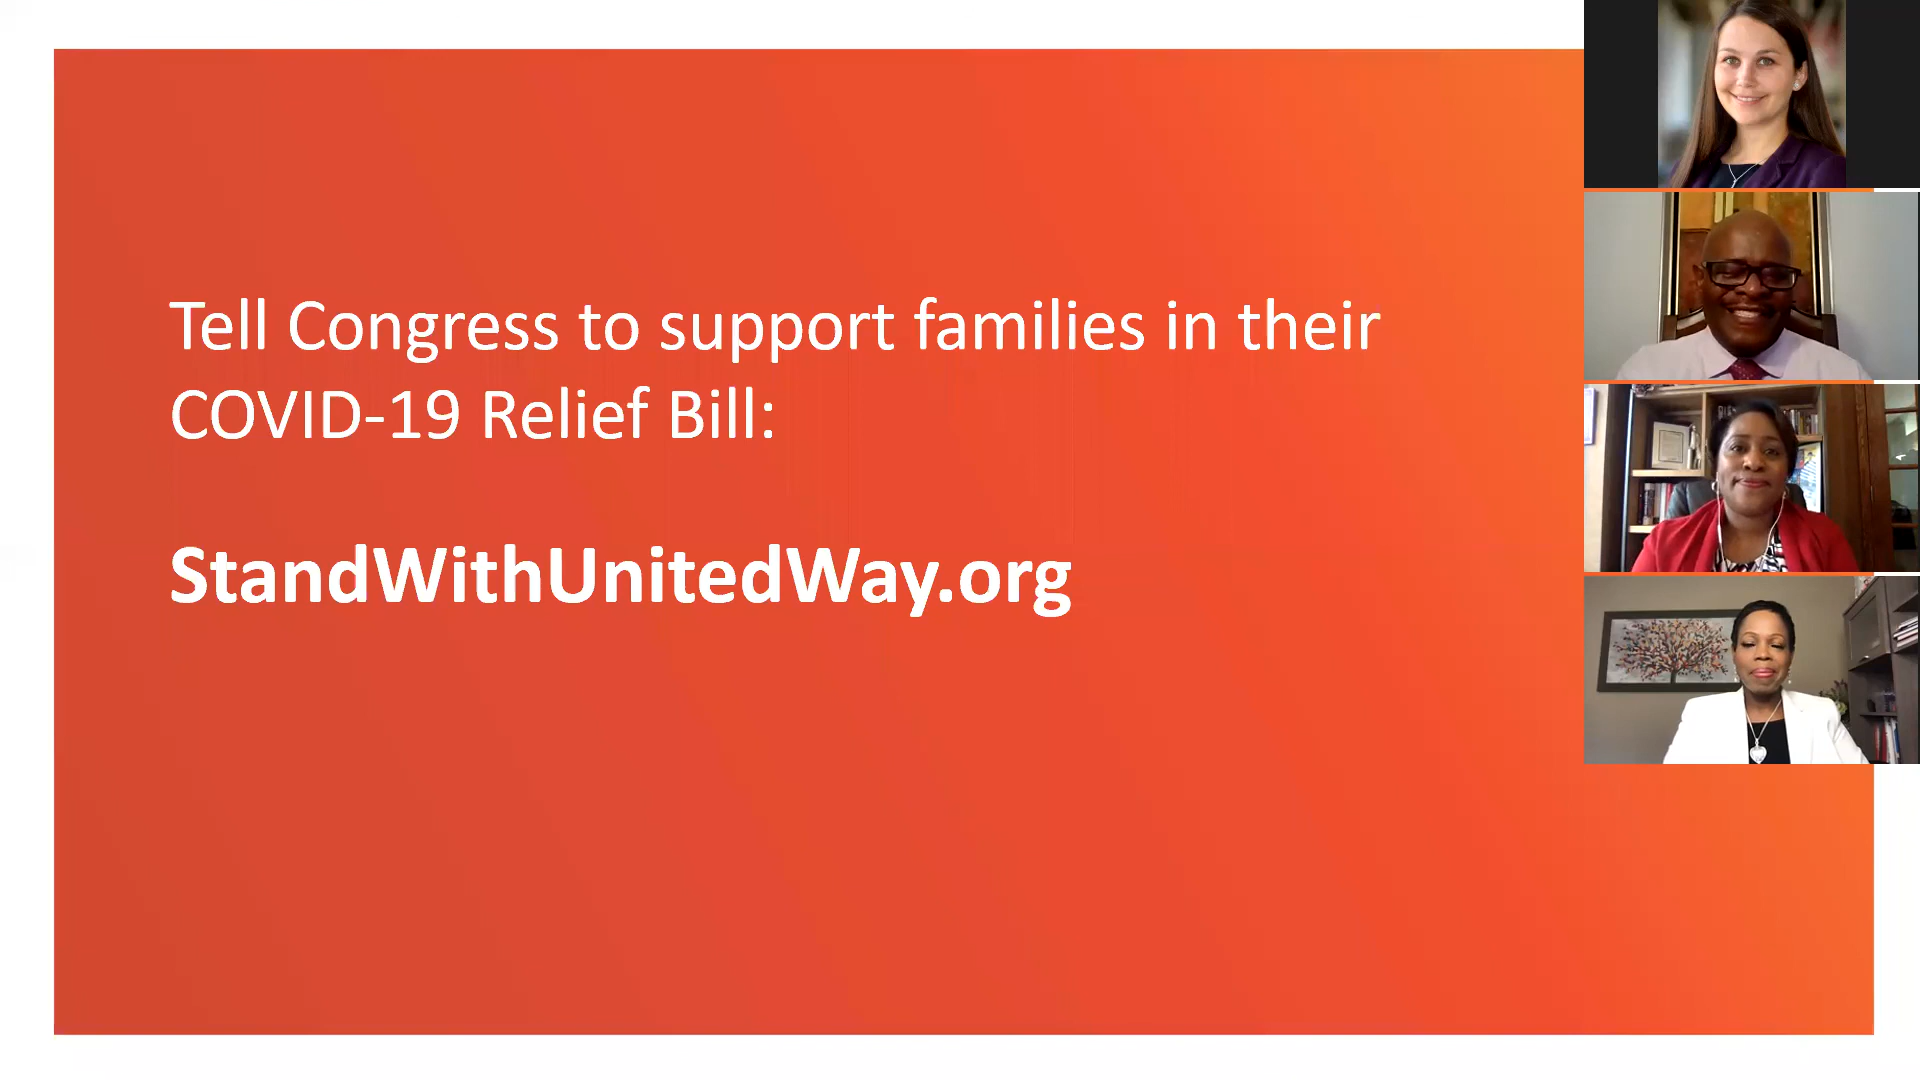 Tell Congress to support families in their
COVID-19 Relief Bill:
StandWithUnitedWay.org